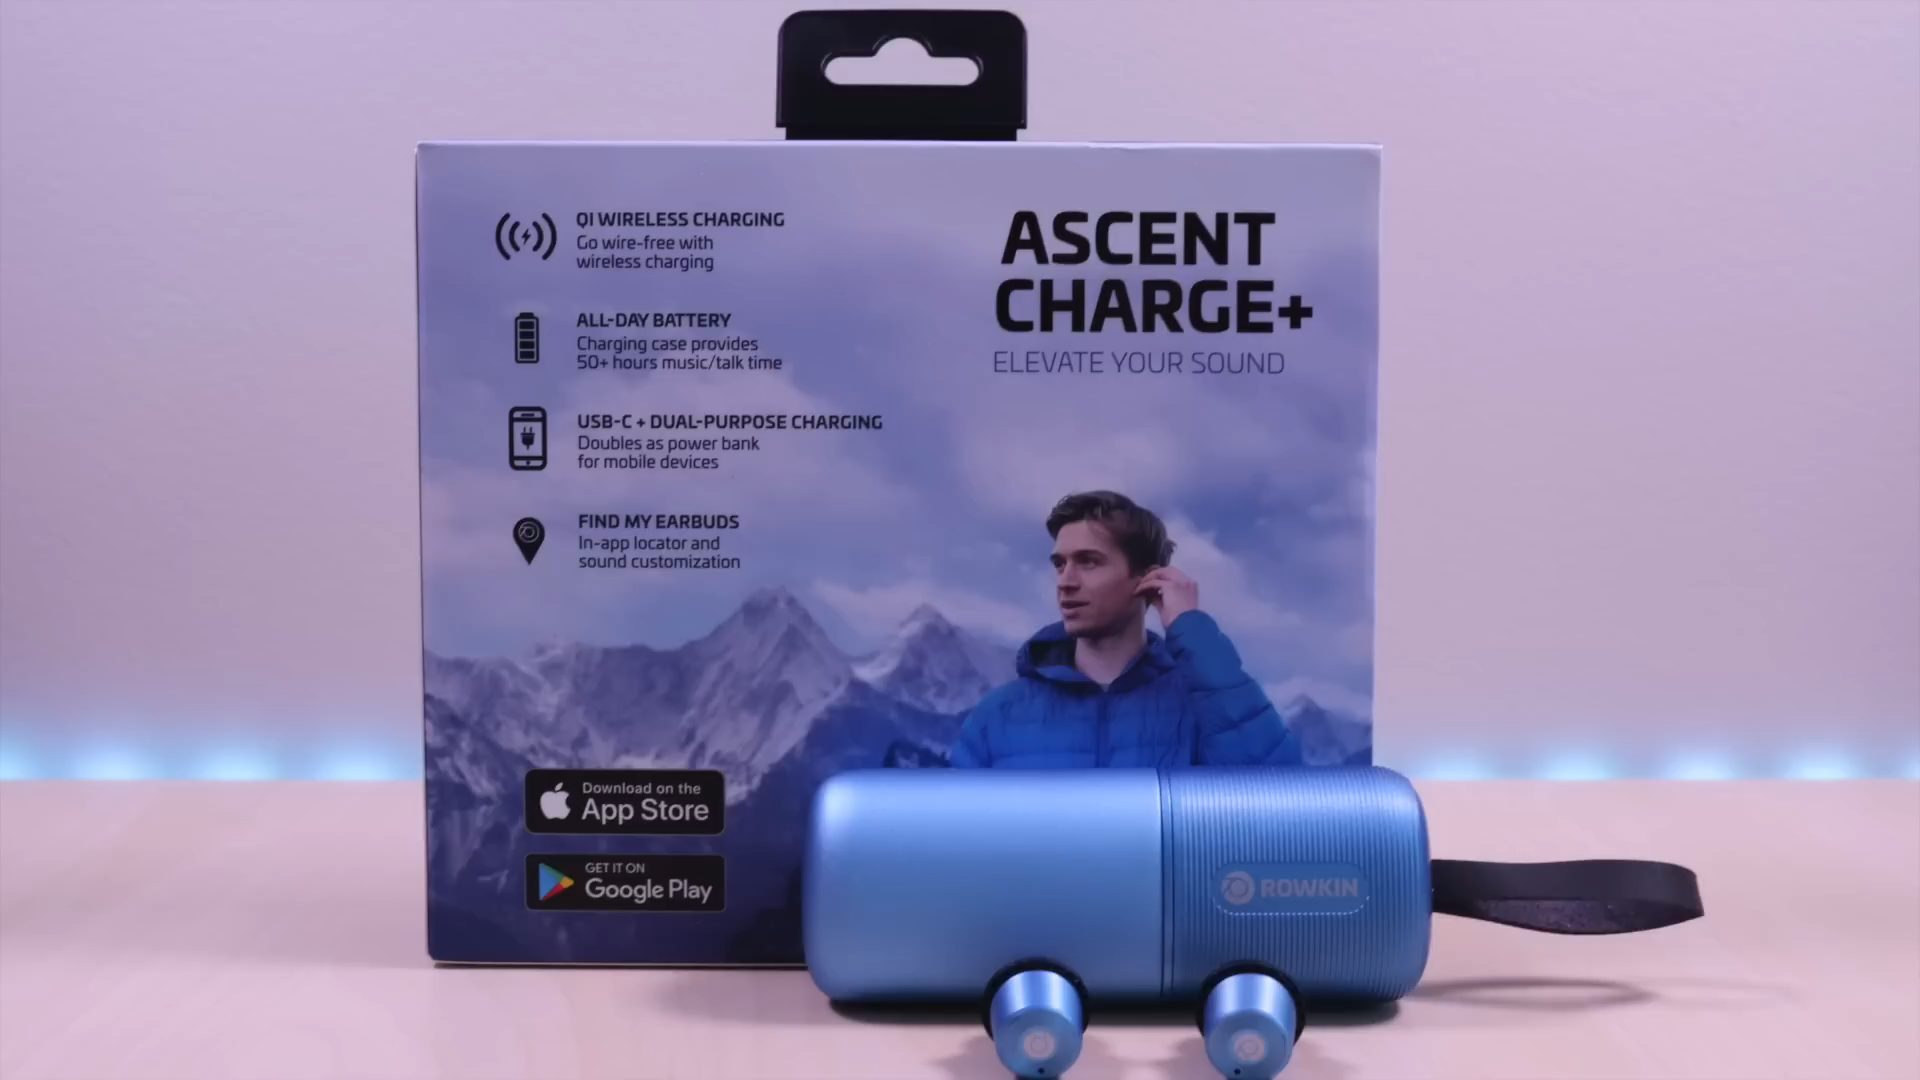 QI WIRELESS CHARGING
Go wire-free with
wireless charging
ALL-DAY BATTERY
Charging case provides
50+ hours music/talk time
USB-C + DUAL-PURPOSE CHARGING
Doubles as power bank
for mobile devices
FIND MY EARBUDS
In-app locator and
sound customization
ASCENT
CHARGE+
ELEVATE YOUR SOUND
Download on the
App Store
GET IT ON
Google Play
ROWKIN